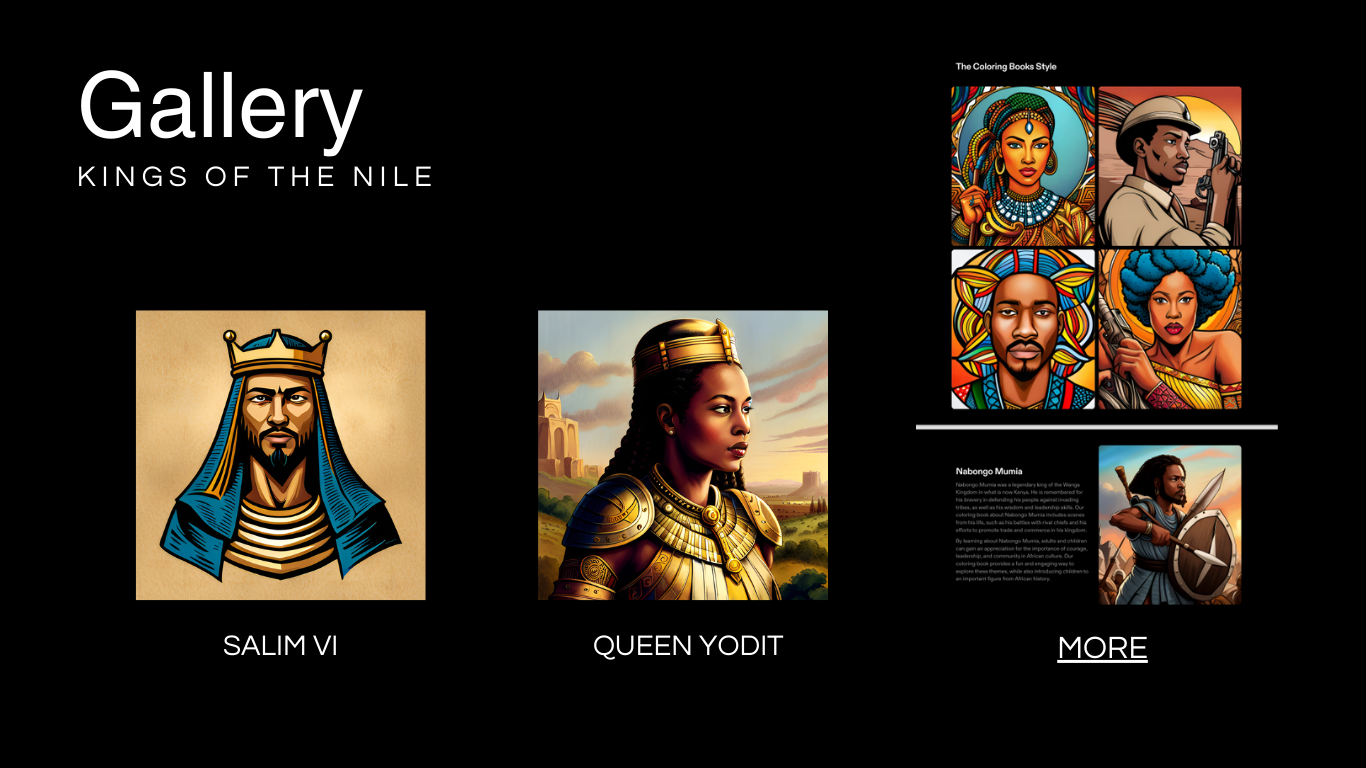 Gallery
KINGS OF THE NILE
The Coloring Books Style
SALIM VI
QUEEN YODIT
Nabongo Mumia
Nabongo Mumia was a legendary king of the Wanga
Kingdom in what is now Kenya. He is remembered for
his bravery in defending his people against invading
tribes, as well as his wisdom and leadership skills. Our
coloring book about Nabongo Mumia includes scenes
from his life, such as his battles with rival chiefs and his
efforts to promote trade and commerce in his kingdom.
By learning about Nabongo Mumia, adults and children
can gain an appreciation for the importance of courage,
leadership, and community in African culture. Our
coloring book provides a fun and engaging way to
explore these themes, while also introducing children to
an important figure from African history.
MORE